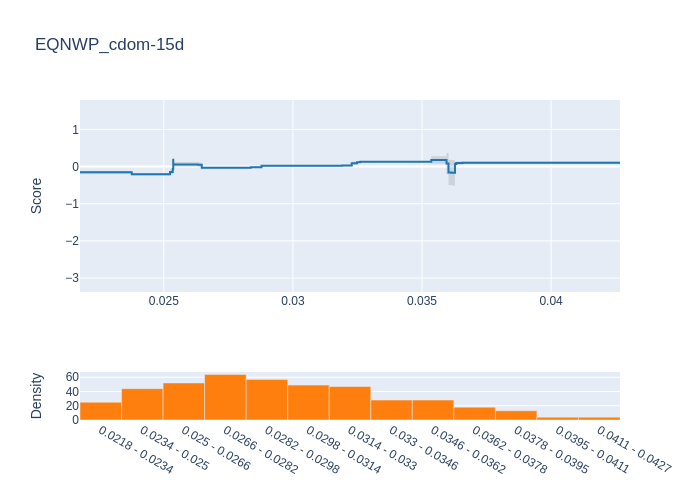 EQNWP_cdom-15d
Score
1
0
−1
−2
−3
0.025
0.03
0.035
0.04
Density
60
40
20
0
0.0218 - 0.0234
0.0234 - 0.025
0.025 - 0.0266
0.0266 - 0.0282
0.0282 - 0.0298
0.0298 - 0.0314
0.0314 - 0.033
0.033 - 0.0346
0.0346 - 0.0362
0.0362 - 0.0378
0.0378 - 0.0395
0.0395 - 0.0411
0.0411 - 0.0427